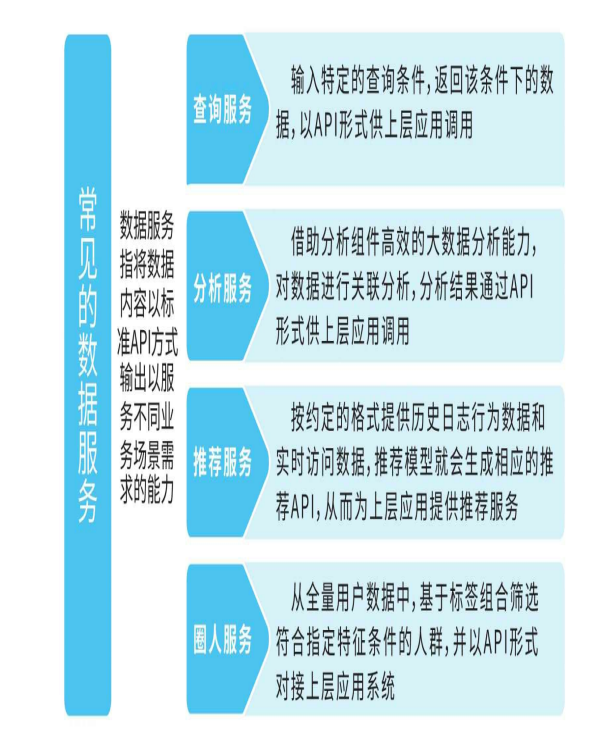 常见的数据服务
数据服务
指将数据
内容以标
准API方式
输出以服
务不同业
务场景需
求的能力
查询服务
输入特定的查询条件,返回该条件下的数
据,以API形式供上层应用调用
分析服务
借助分析组件高效的大数据分析能力,
对数据进行关联分析,分析结果通过API
形式供上层应用调用
推荐服务
按约定的格式提供历史日志行为数据和
实时访问数据,推荐模型就会生成相应的推
荐API,从而为上层应用提供推荐服务
圈人服务
从全量用户数据中,基于标签组合筛选
符合指定特征条件的人群,并以API形式
对接上层应用系统